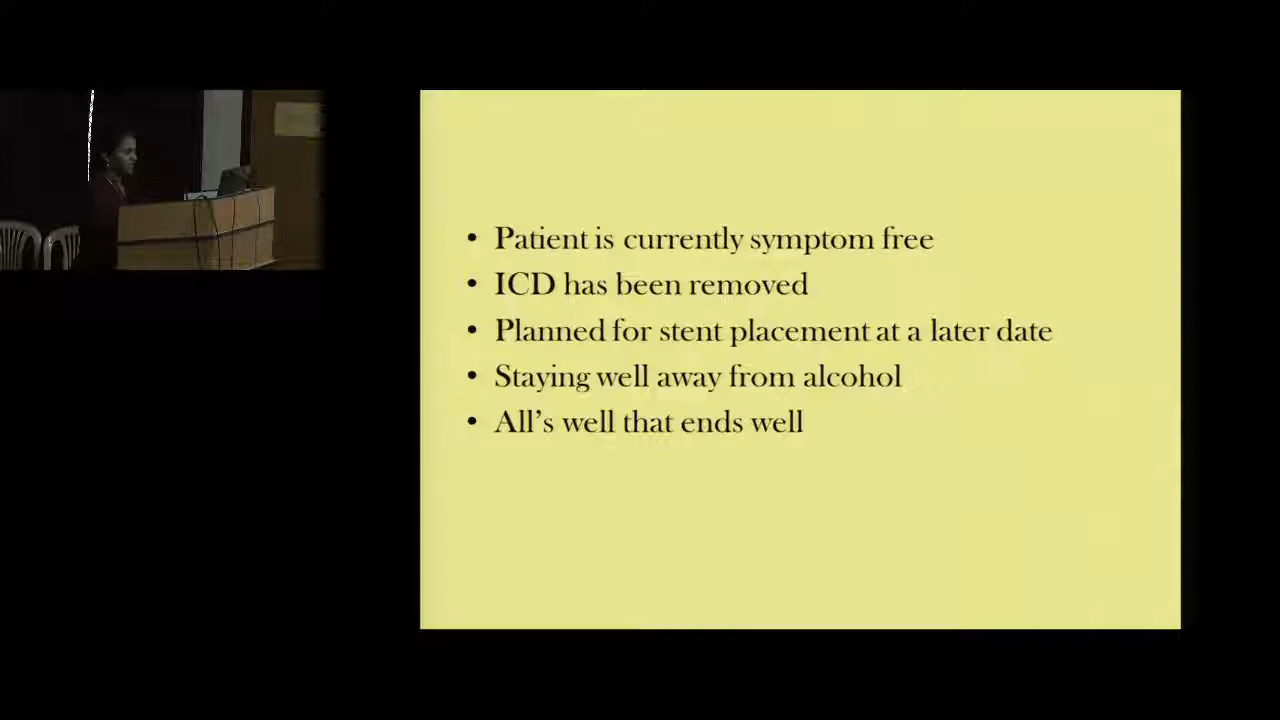 • Patient is currently symptom free
• ICD has been removed
• Planned for stent placement at a later date
• Staying well away from alcohol
• All's well that ends well